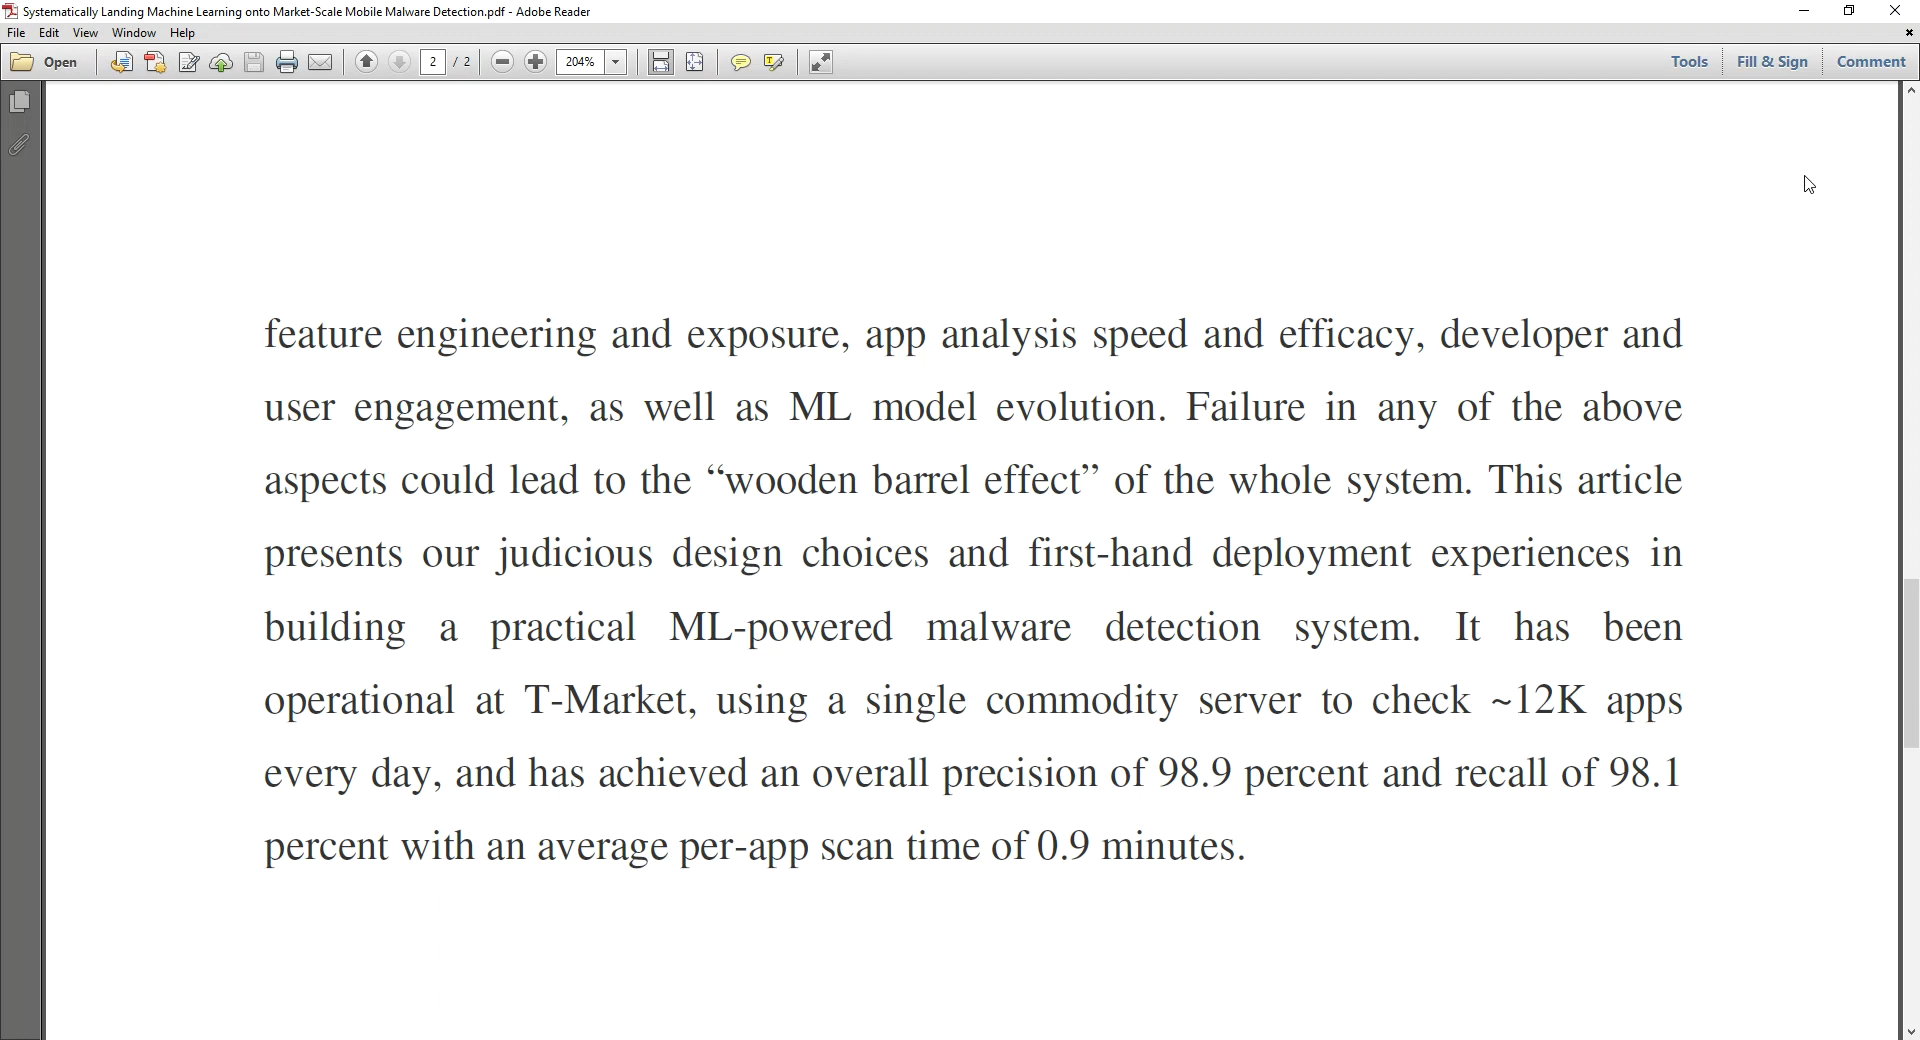 Systematically Landing Machine Learning onto Market-Scale Mobile Malware Detection.pdf - Adobe Reader
File Edit View Window Help
Open 2 / 2 204% Tools Fill & Sign Comment
feature engineering and exposure, app analysis speed and efficacy, developer and
user engagement, as well as ML model evolution. Failure in any of the above
aspects could lead to the “wooden barrel effect” of the whole system. This article
presents our judicious design choices and first-hand deployment experiences in
building a practical ML-powered malware detection system. It has been
operational at T-Market, using a single commodity server to check ~12K apps
every day, and has achieved an overall precision of 98.9 percent and recall of 98.1
percent with an average per-app scan time of 0.9 minutes.